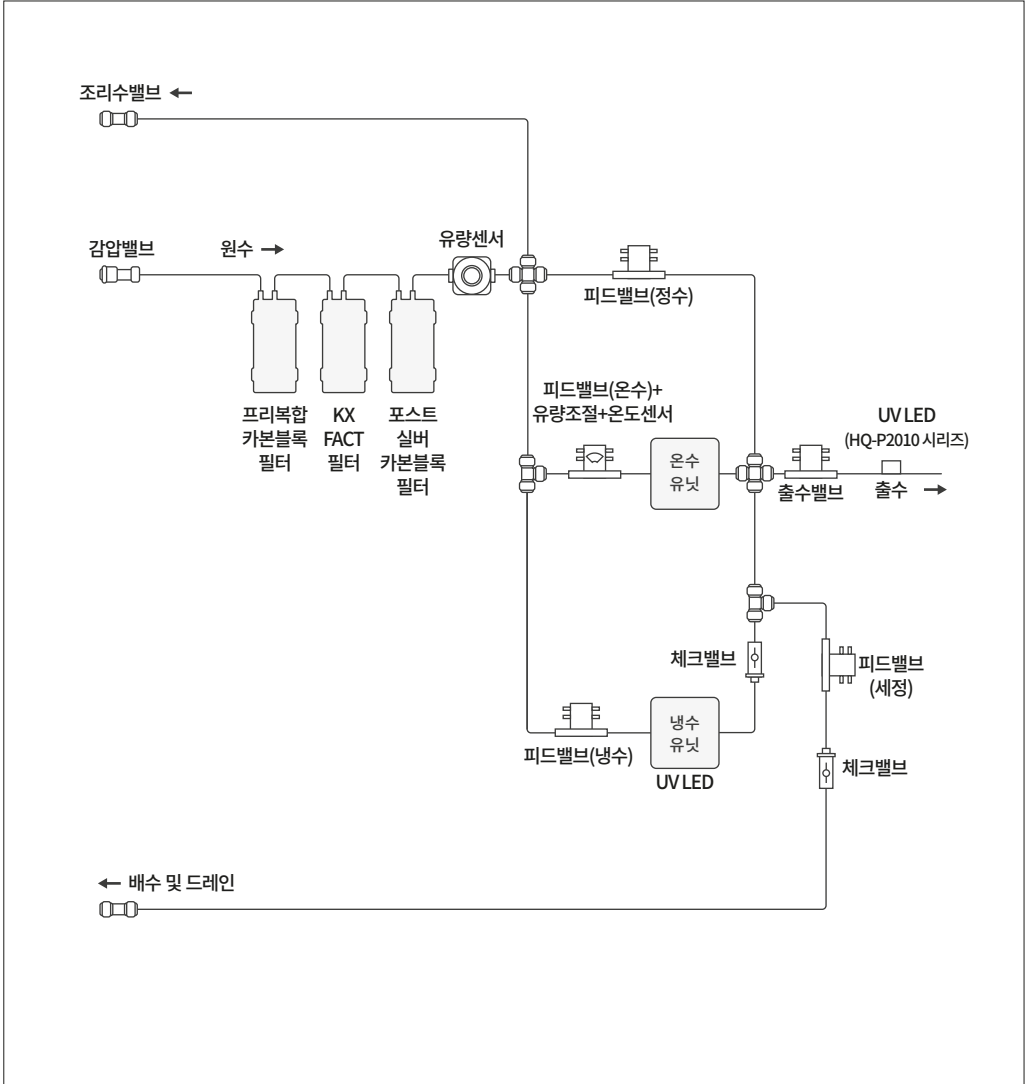 조리수밸브 ←
감압밸브
원수 →
유량센서
피드밸브(정수)
프리복합
카본블록
필터
KX
FACT
필터
포스트
실버
카본블록
필터
피드밸브(온수)+
유량조절+온도센서
온수
유닛
UV LED
(HQ-P2010 시리즈)
출수밸브
출수 →
체크밸브
피드밸브
(세정)
피드밸브(냉수)
냉수
유닛
UV LED
체크밸브
← 배수 및 드레인